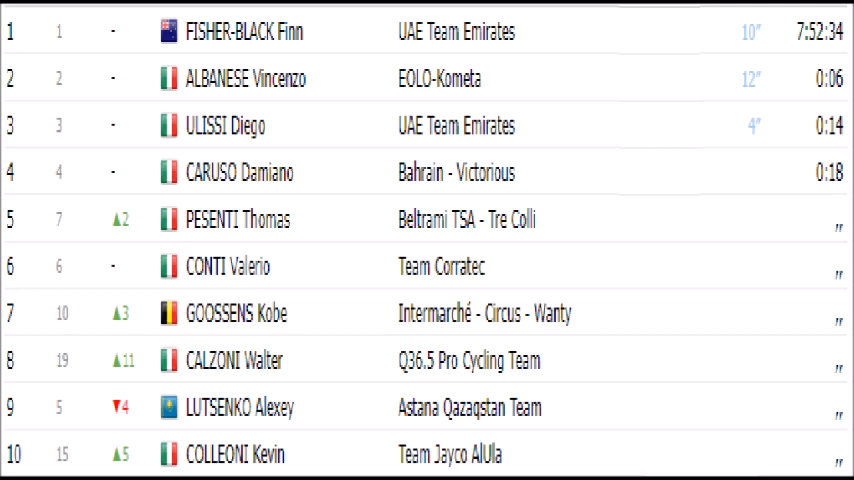 1 1 - FISHER-BLACK Finn UAE Team Emirates 10″ 7:52:34
2 2 - ALBANESE Vincenzo EOLO-Kometa 12″ 0:06
3 3 - ULISSI Diego UAE Team Emirates 4″ 0:14
4 4 - CARUSO Damiano Bahrain - Victorious 0:18
5 7 ▲2 PESENTI Thomas Beltrami TSA - Tre Colli ,,
6 6 - CONTI Valerio Team Corratec ,,
7 10 ▲3 GOOSSENS Kobe Intermarché - Circus - Wanty ,,
8 19 ▲11 CALZONI Walter Q36.5 Pro Cycling Team ,,
9 5 ▼4 LUTSENKO Alexey Astana Qazaqstan Team ,,
10 15 ▲5 COLLEONI Kevin Team Jayco AlUla ,,